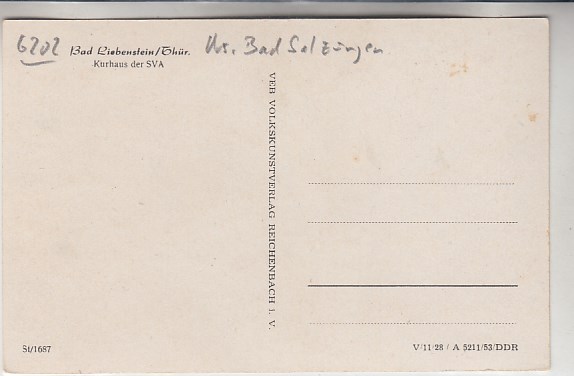 6202 Bad Liebenstein/Thür. Krs. Bad Salzungen
Kurhaus der SVA
VEB VOLKSKUNSTVERLAG REICHENBACH I. V.
St/1687
V/11/28 / A 5211/53/DDR